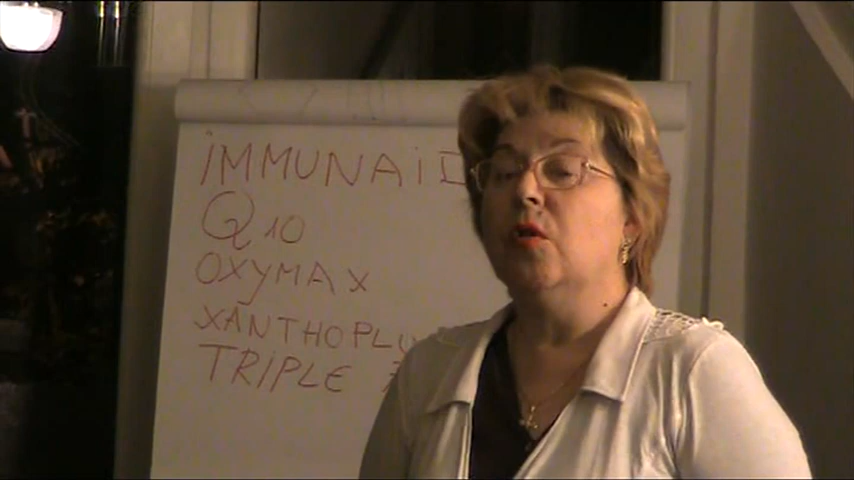 iMMUNAiD
Q10
OXYMAX
XANTHOPLU
TRiPLE